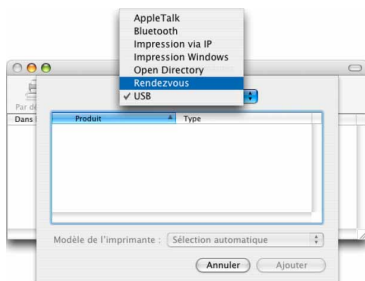 AppleTalk
Bluetooth
Impression via IP
Impression Windows
Open Directory
Rendezvous
✓ USB
Par dé
Dans
Produit Type
Modèle de l'imprimante : Sélection automatique
Annuler Ajouter